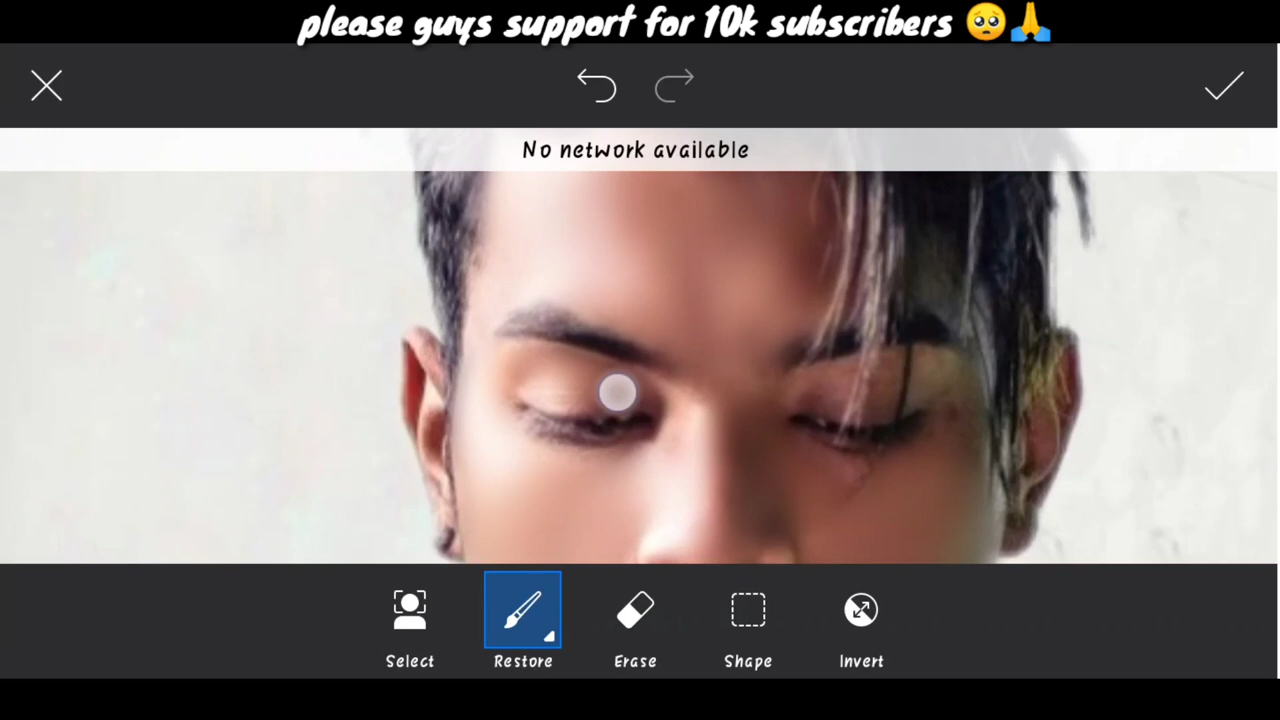 please guys support for 10k subscribers 🥺🙏
No network available
Select
Restore
Erase
Shape
Invert